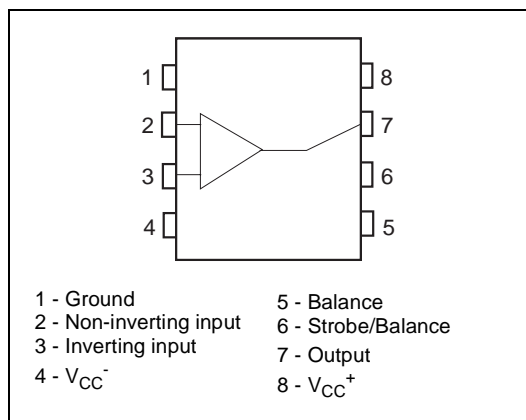 1
2
3
4
8
7
6
5
1 - Ground
2 - Non-inverting input
3 - Inverting input
4 - VCC-
5 - Balance
6 - Strobe/Balance
7 - Output
8 - VCC+